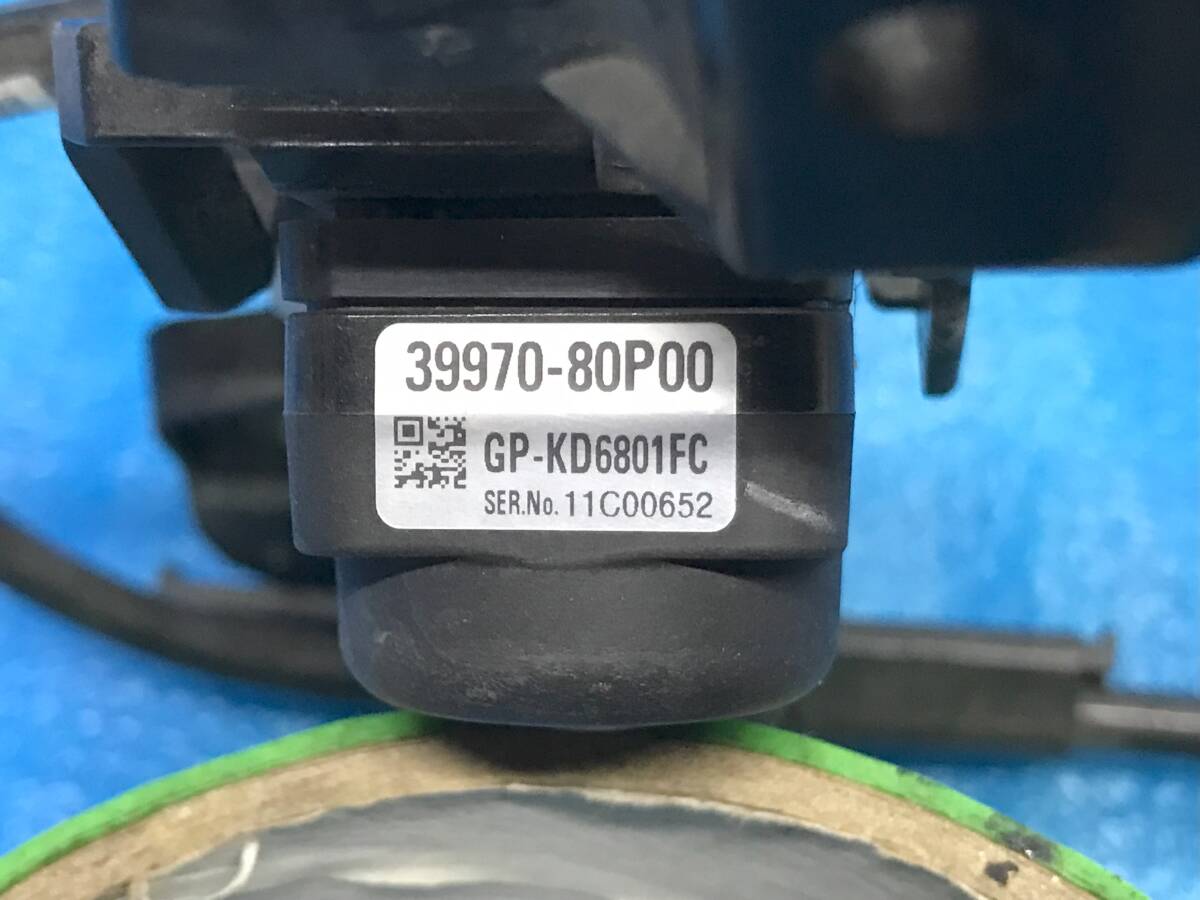 39970-80P00
GP-KD6801FC
SER.No. 11C00652